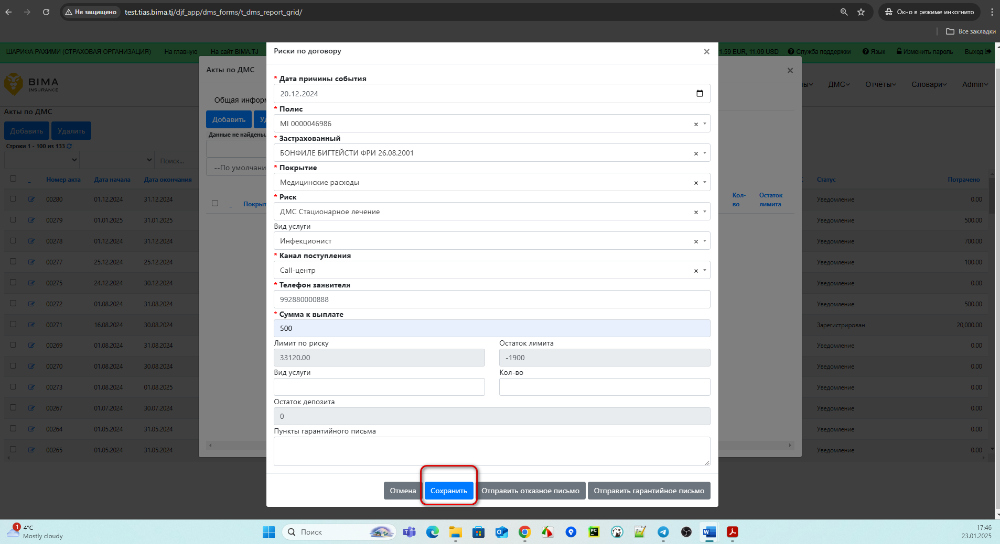 Не защищено
test.tias.bima.tj/djf_app/dms_forms/t_dms_report_grid/
Окно в режиме инкогнито
Все закладки
ШАРИФА РАХИМИ (СТРАХОВАЯ ОРГАНИЗАЦИЯ)
На главную
На сайт BIMA.TJ
1.59 EUR, 11.09 USD
Служба поддержки
Язык
Изменить пароль
Выход
BIMA
INSURANCE
ДМС
Отчёты
Словари
Admin
Акты по ДМС
Добавить
Удалить
Строки 1 - 100 из 133
Поиск...
Номер акта Дата начала Дата окончания Статус Потрачено
00280 01.12.2024 31.12.2024 Уведомление 0.00
00279 01.01.2025 31.01.2025 Уведомление 500.00
00278 01.12.2024 31.12.2024 Уведомление 700.00
00277 25.12.2024 25.12.2024 Уведомление 100.00
00275 24.12.2024 30.12.2024 Уведомление 0.00
00272 01.08.2024 31.08.2024 Уведомление 500.00
00271 16.08.2024 30.08.2024 Зарегистрирован 20,000.00
00269 01.08.2024 31.08.2024 Уведомление 0.00
00270 01.08.2024 30.08.2024 Уведомление 0.00
00273 01.08.2024 01.08.2025 Уведомление 0.00
00267 01.07.2024 30.07.2024 Уведомление 0.00
00264 01.05.2024 31.05.2024 Уведомление 0.00
00265 01.05.2024 31.05.2024 Уведомление 0.00
Акты по ДМС
×
Общая информ
Добавить
Уд
Данные не найдены.
--По умолчани
Покрыт
Кол-во
Остаток лимита
Риски по договору
×
* Дата причины события
20.12.2024
* Полис
MI 0000046986
* Застрахованный
БОНФИЛЕ БИГТЕЙСТИ ФРИ 26.08.2001
* Покрытие
Медицинские расходы
* Риск
ДМС Стационарное лечение
Вид услуги
Инфекционист
* Канал поступления
Call-центр
* Телефон заявителя
992880000888
* Сумма к выплате
500
Лимит по риску
33120.00
Остаток лимита
-1900
Вид услуги
Кол-во
Остаток депозита
0
Пункты гарантийного письма
Отмена
Сохранить
Отправить отказное письмо
Отправить гарантийное письмо
1
4°C
Mostly cloudy
Поиск
17:46
23.01.2025